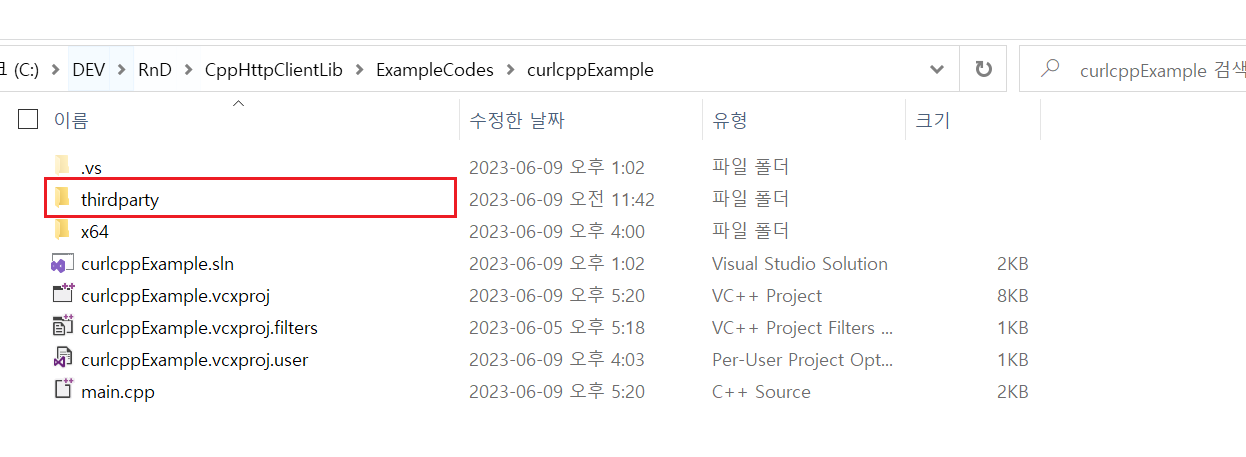 (C:) DEV RnD CppHttpClientLib ExampleCodes curlcppExample curlcppExample 검색
이름 수정한 날짜 유형 크기
.vs 2023-06-09 오후 1:02 파일 폴더
thirdparty 2023-06-09 오전 11:42 파일 폴더
x64 2023-06-09 오후 4:00 파일 폴더
curlcppExample.sln 2023-06-09 오후 1:02 Visual Studio Solution 2KB
curlcppExample.vcxproj 2023-06-09 오후 5:20 VC++ Project 8KB
curlcppExample.vcxproj.filters 2023-06-05 오후 5:18 VC++ Project Filters ... 1KB
curlcppExample.vcxproj.user 2023-06-09 오후 4:03 Per-User Project Opt... 1KB
main.cpp 2023-06-09 오후 5:20 C++ Source 2KB